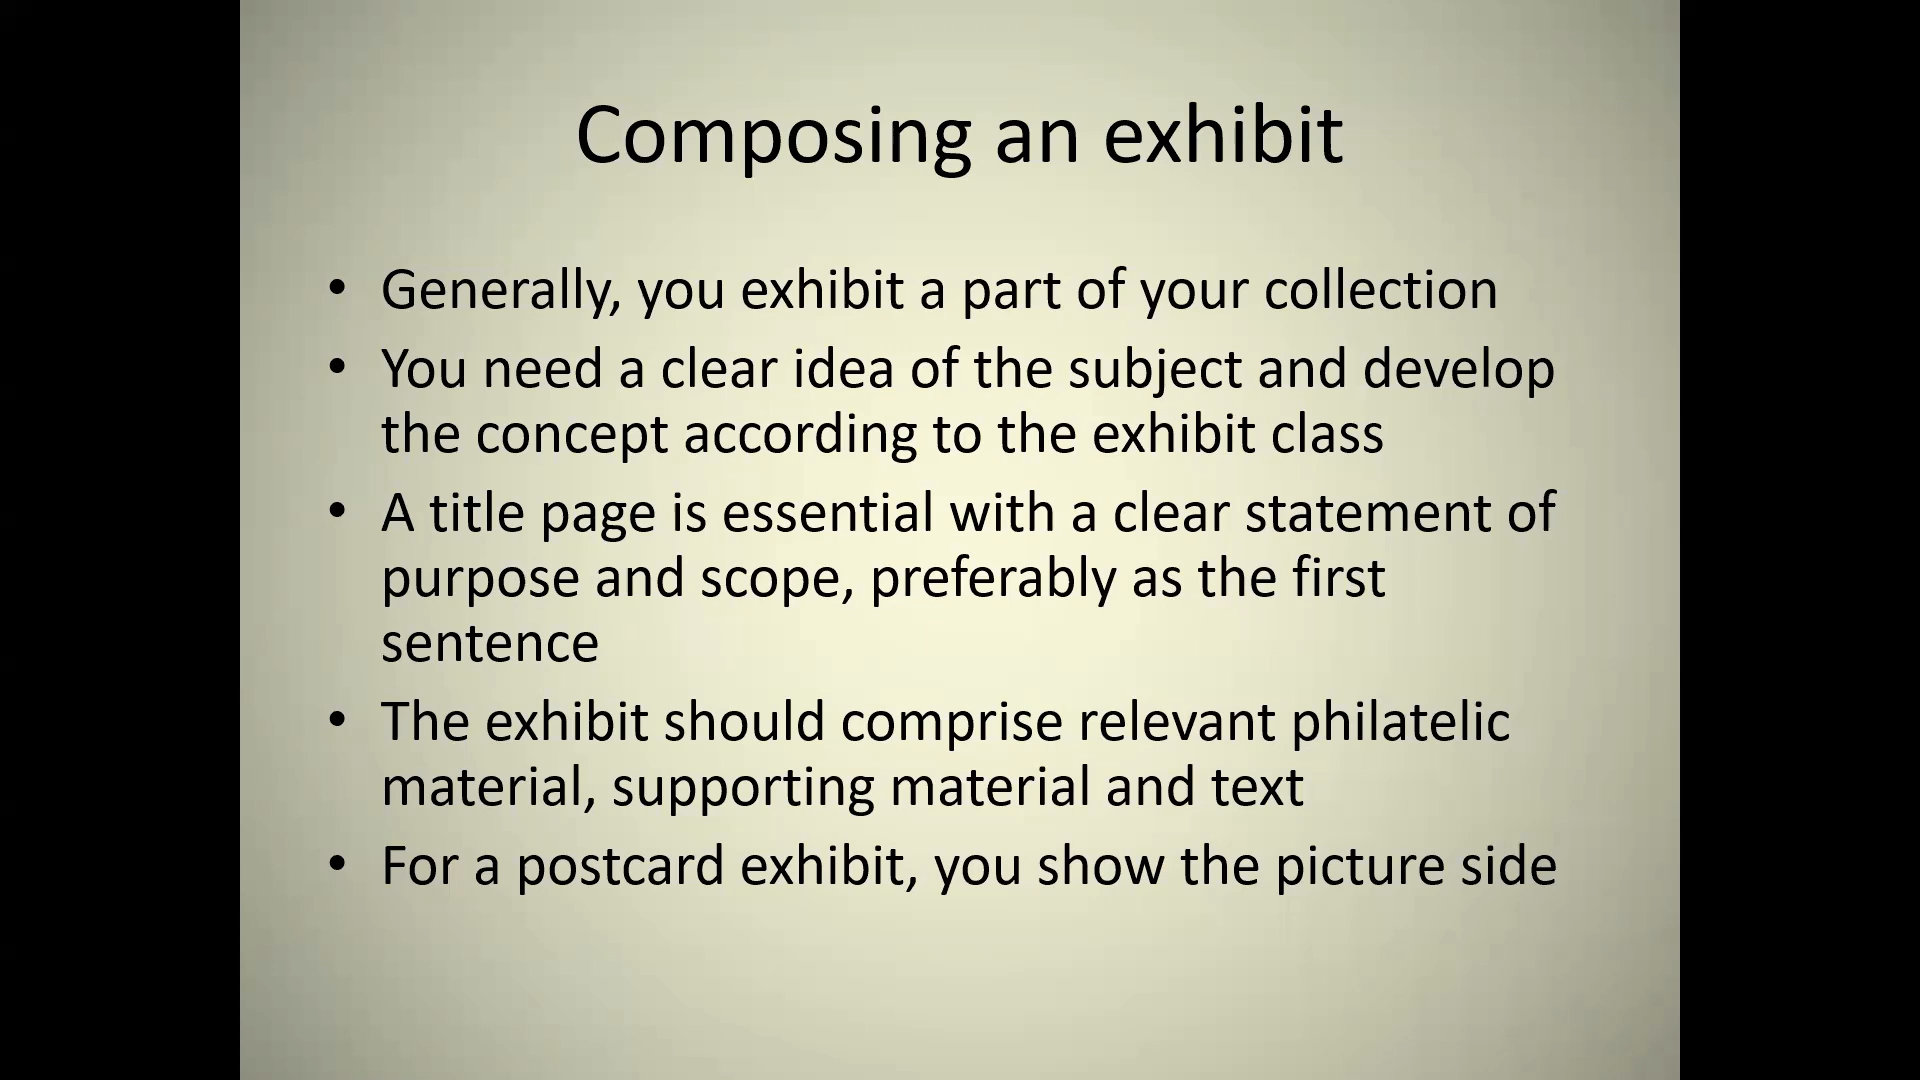 Composing an exhibit
• Generally, you exhibit a part of your collection
• You need a clear idea of the subject and develop
the concept according to the exhibit class
• A title page is essential with a clear statement of
purpose and scope, preferably as the first
sentence
• The exhibit should comprise relevant philatelic
material, supporting material and text
• For a postcard exhibit, you show the picture side